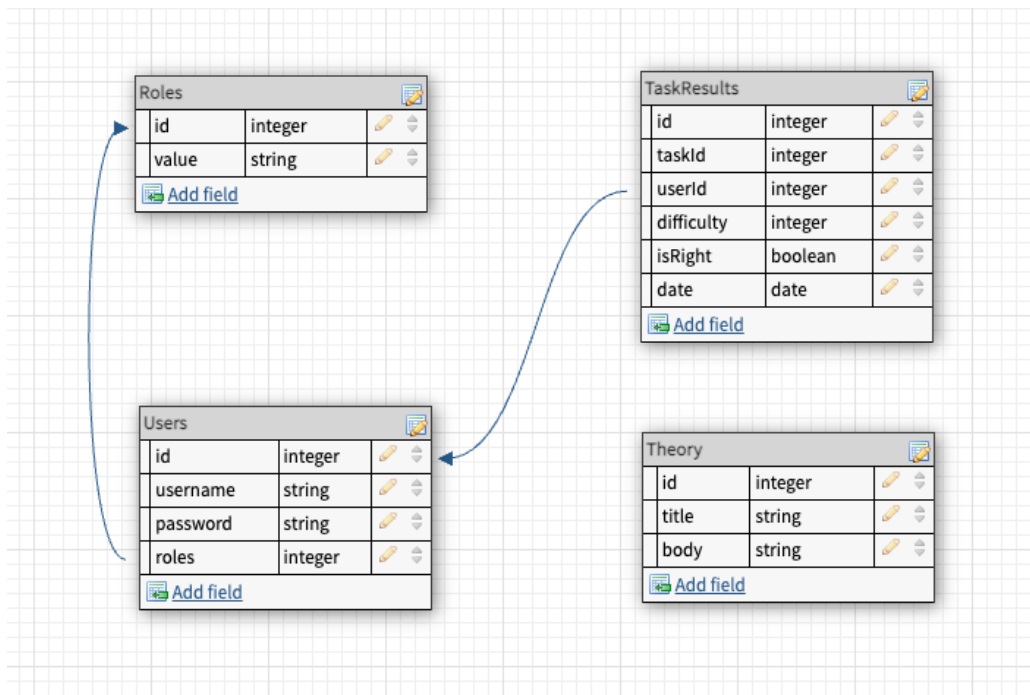 Roles
id integer
value string
Add field
TaskResults
id integer
taskId integer
userId integer
difficulty integer
isRight boolean
date date
Add field
Users
id integer
username string
password string
roles integer
Add field
Theory
id integer
title string
body string
Add field